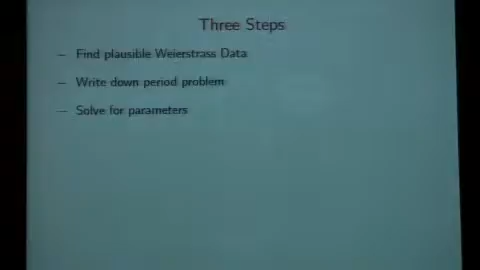 Three Steps
– Find plausible Weierstrass Data
– Write down period problem
– Solve for parameters